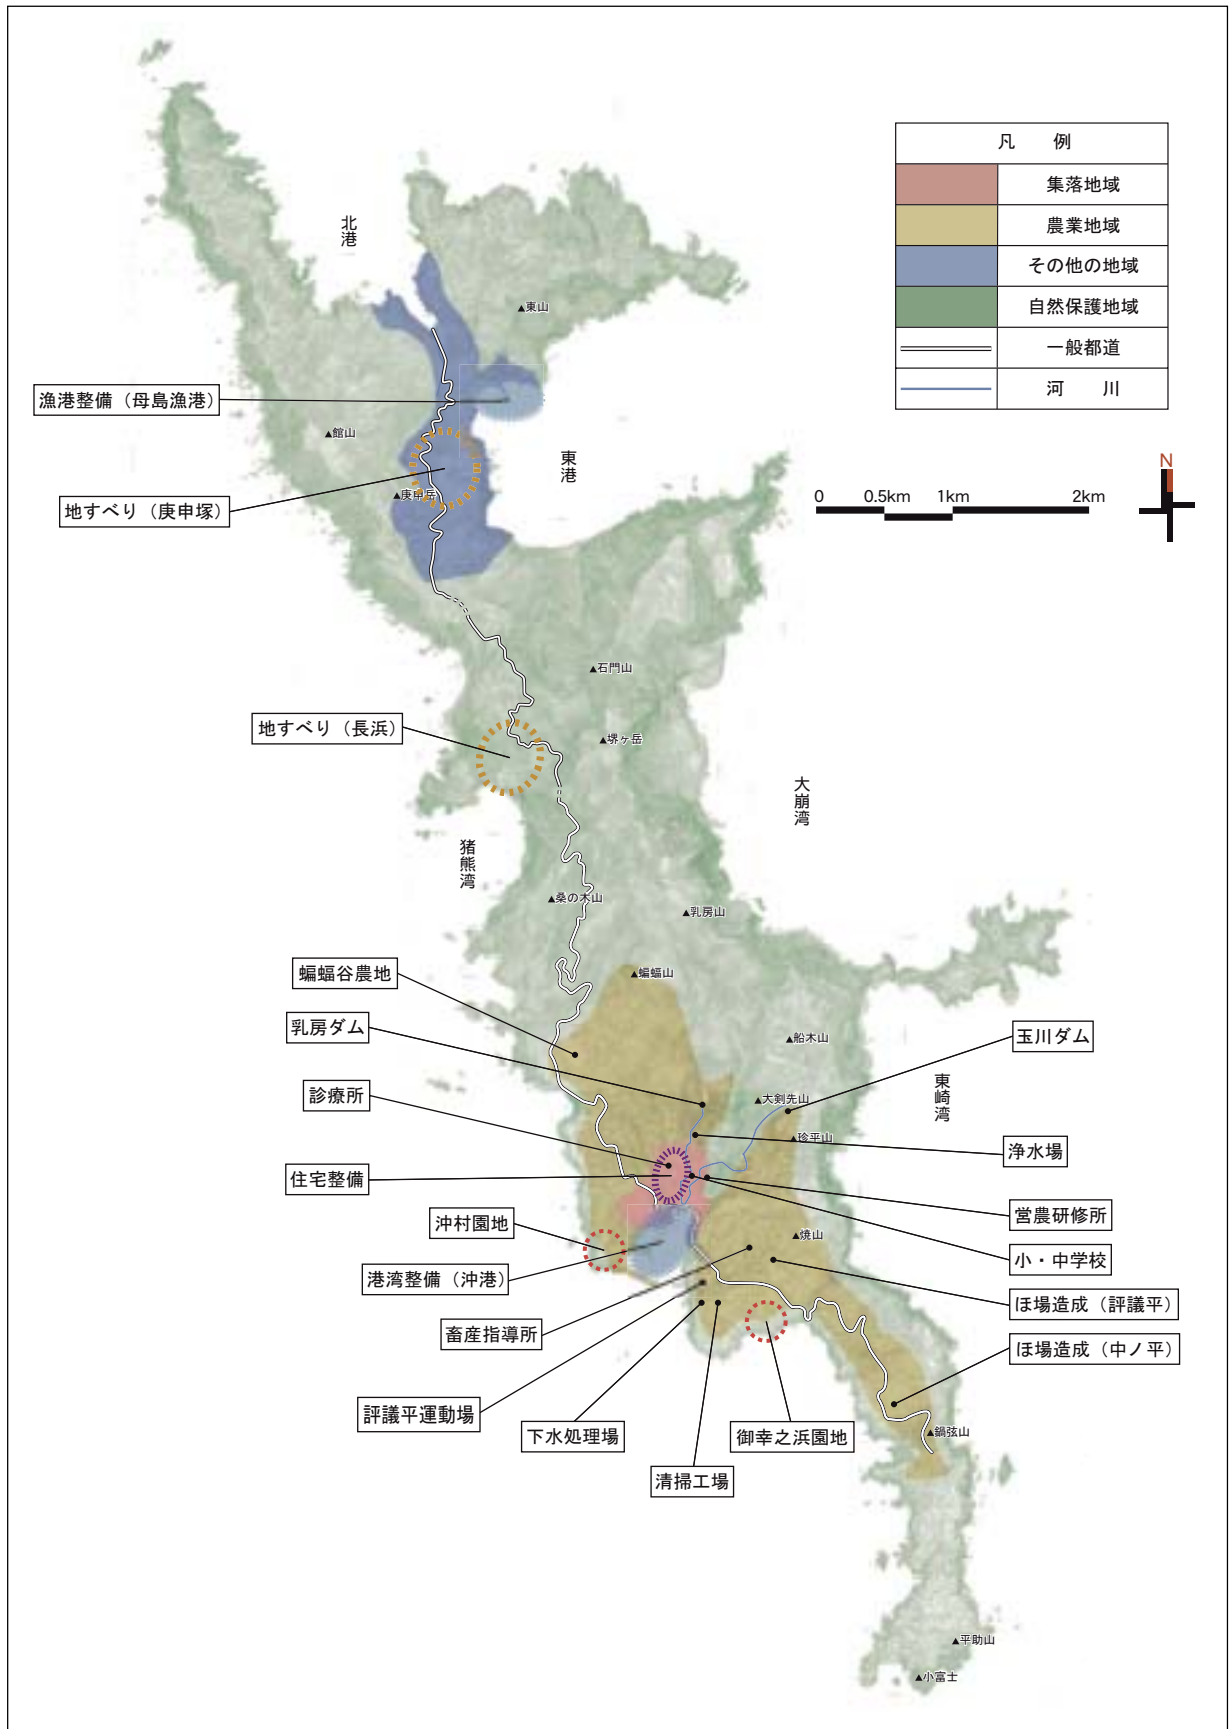 凡　例
集落地域
農業地域
その他の地域
自然保護地域
一般都道
河　川
北港
▲東山
漁港整備（母島漁港）
▲館山
東港
N
0 0.5km 1km 2km
▲庚申岳
地すべり（庚申塚）
▲石門山
地すべり（長浜）
▲堺ヶ岳
大崩湾
猪熊湾
▲桑の木山
▲乳房山
蝙蝠谷農地
▲蝙蝠山
乳房ダム
▲船木山
玉川ダム
診療所
▲大剣先山
東崎湾
▲珍平山
浄水場
住宅整備
営農研修所
沖村園地
▲焼山
小・中学校
港湾整備（沖港）
ほ場造成（評議平）
畜産指導所
ほ場造成（中ノ平）
評議平運動場
下水処理場
御幸之浜園地
▲鍋弦山
清掃工場
▲平助山
▲小富士